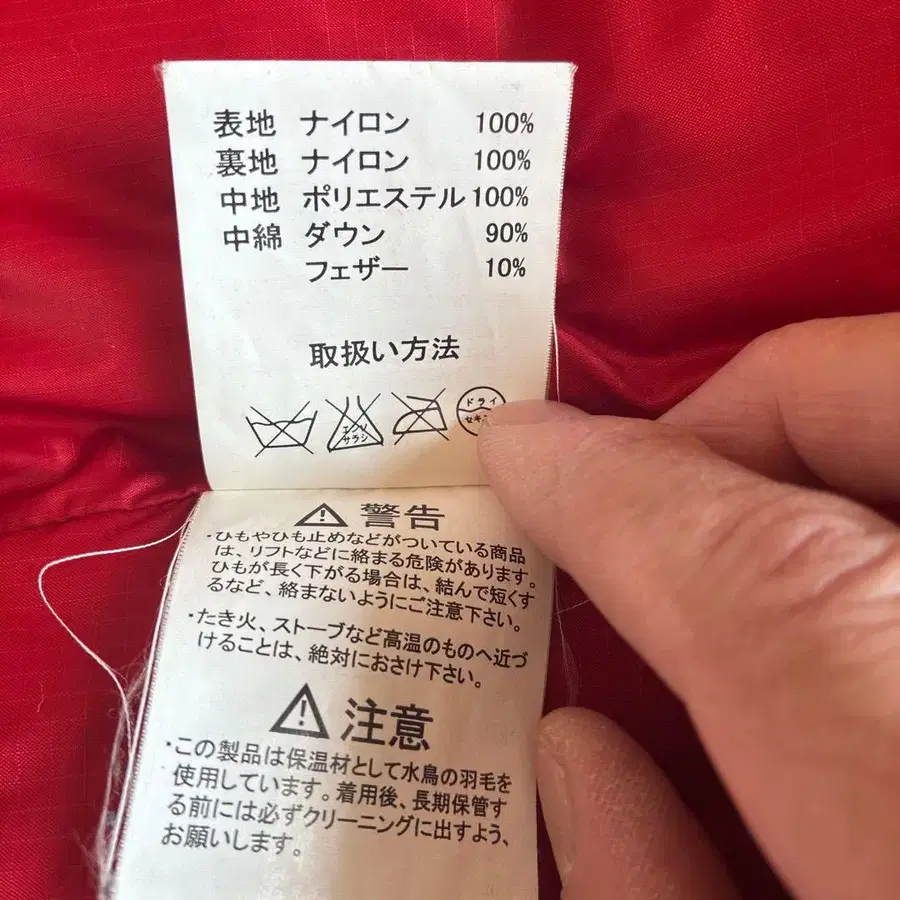 表地 ナイロン 100%
裏地 ナイロン 100%
中地 ポリエステル 100%
中綿 ダウン 90%
フェザー 10%
取扱い方法
エンソ
サラシ
ドライ
セキ
警告
・ひもやひも止めなどがついている商品
は、リフトなどに絡まる危険があります。
ひもが長く下がる場合は、結んで短くす
るなど、絡まないようにご注意下さい。
・たき火、ストーブなど高温のものへ近づ
けることは、絶対におさけ下さい。
注意
・この製品は保温材として水鳥の羽毛を
使用しています。着用後、長期保管す
る前には必ずクリーニングに出すよう、
お願いします。